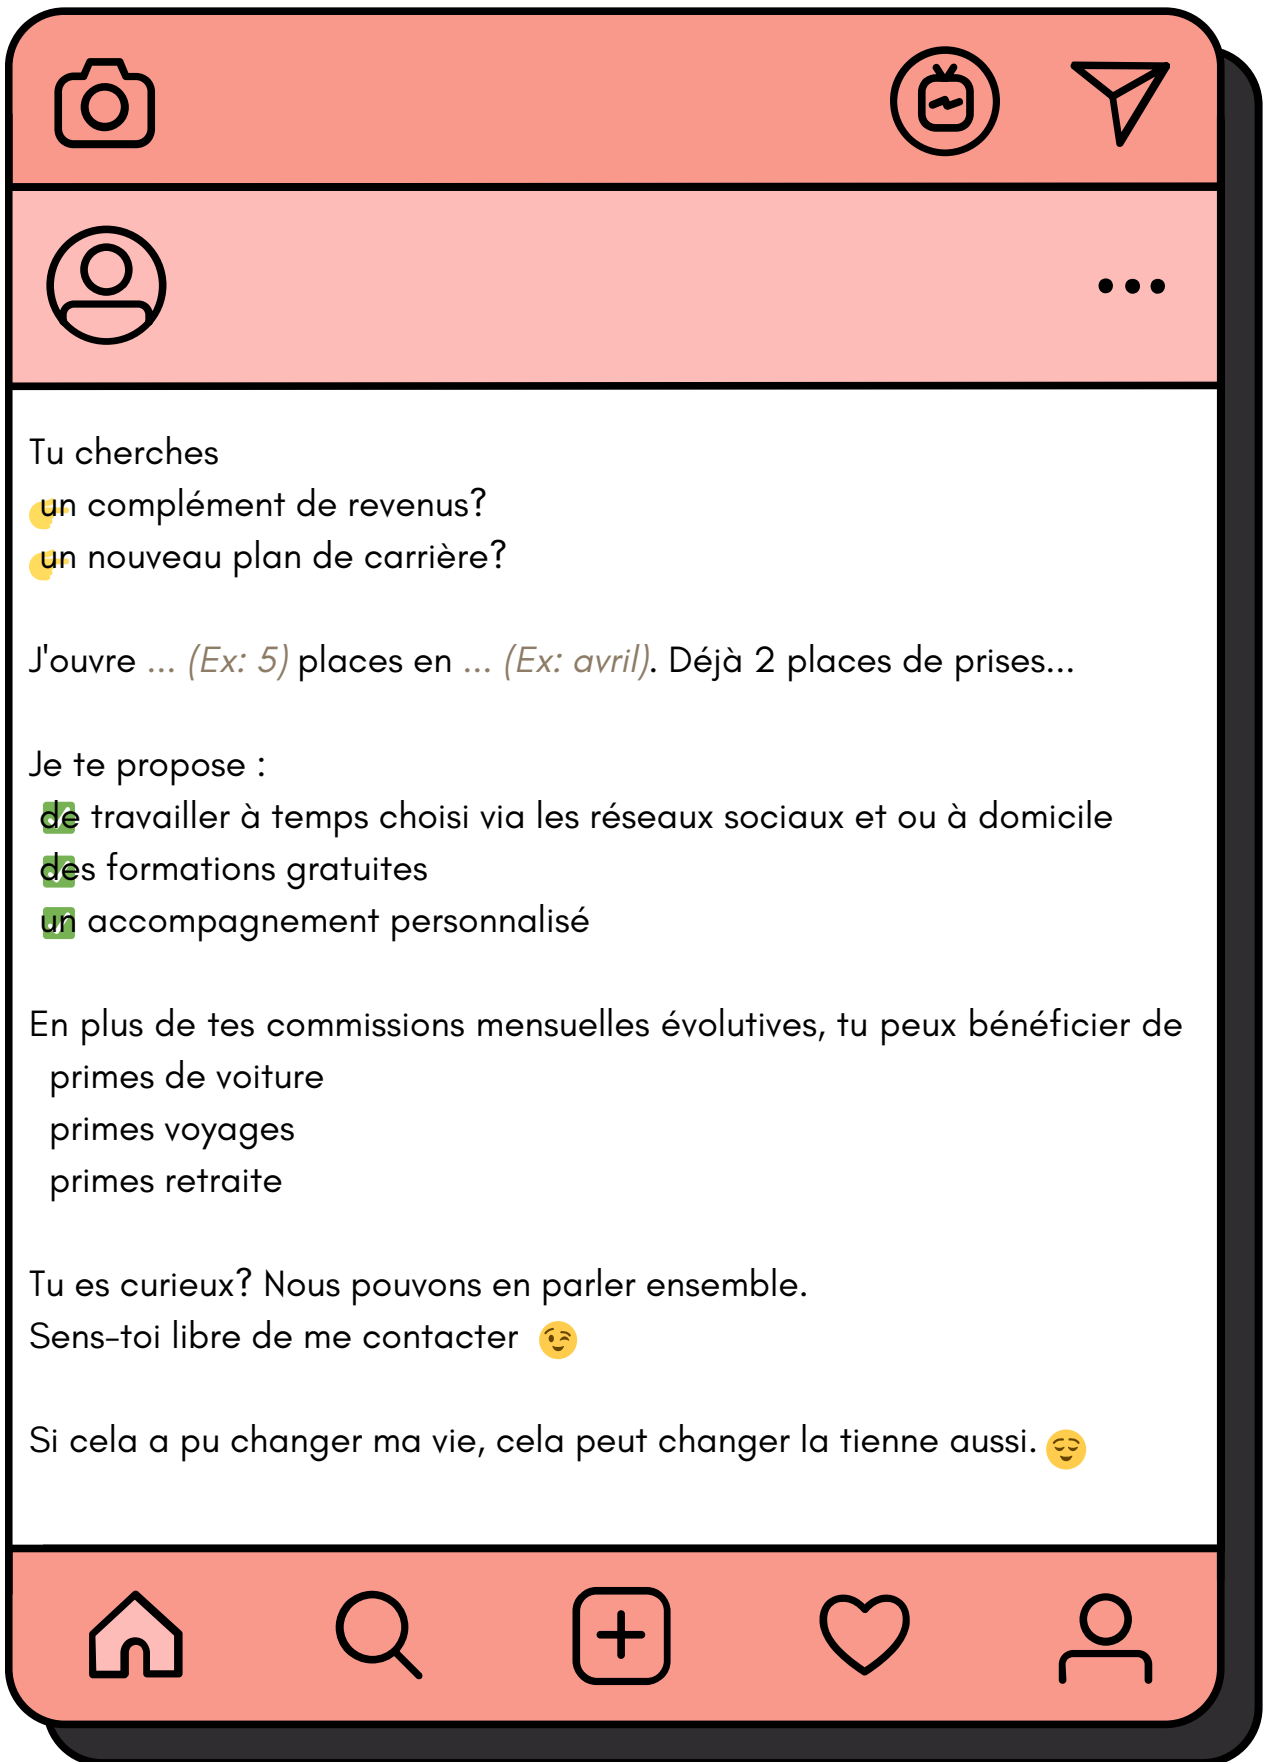 Tu cherches
👉un complément de revenus?
👉un nouveau plan de carrière?
J'ouvre ... (Ex: 5) places en ... (Ex: avril). Déjà 2 places de prises...
Je te propose :
✅de travailler à temps choisi via les réseaux sociaux et ou à domicile
✅des formations gratuites
✅un accompagnement personnalisé
En plus de tes commissions mensuelles évolutives, tu peux bénéficier de
primes de voiture
primes voyages
primes retraite
Tu es curieux? Nous pouvons en parler ensemble.
Sens-toi libre de me contacter 😉
Si cela a pu changer ma vie, cela peut changer la tienne aussi. 😌